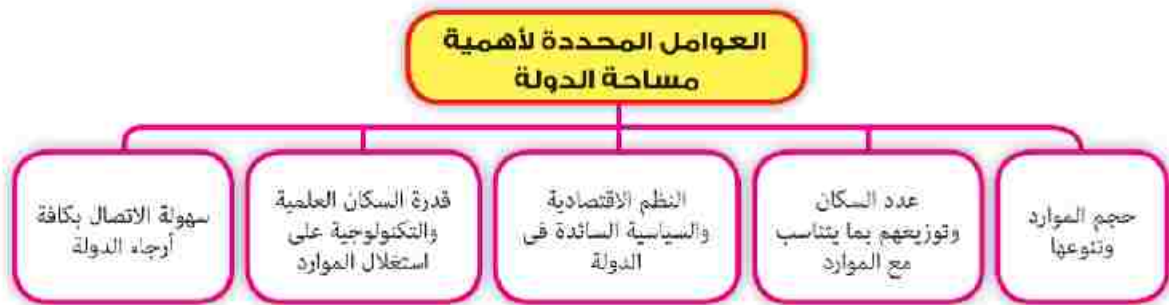 العوامل المحددة لأهمية
مساحة الدولة
حجم الموارد
وتنوعها
عدد السكان
وتوزيعهم بما يتناسب
مع الموارد
النظم الاقتصادية
والسياسية السائدة فى
الدولة
قدرة السكان العلمية
والتكنولوجية على
استغلال الموارد
سهولة الاتصال بكافة
أرجاء الدولة